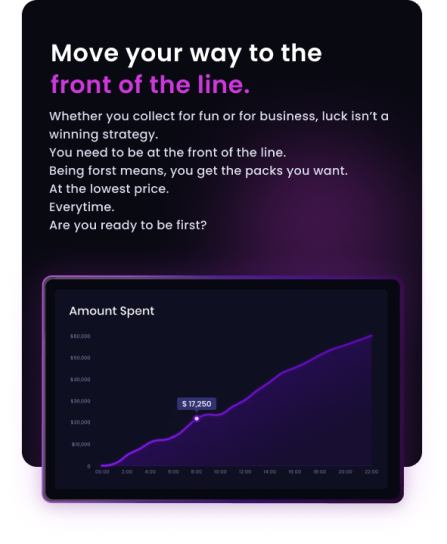 Move your way to the
front of the line.
Whether you collect for fun or for business, luck isn't a
winning strategy.
You need to be at the front of the line.
Being forst means, you get the packs you want.
At the lowest price.
Everytime.
Are you ready to be first?
Amount Spent
$60,000
$50,000
$40,000
$30,000
$ 17,250
$20,000
$10,000
0
00:00 2:00 4:00 6:00 8:00 10:00 12:00 14:00 16:00 18:00 20:00 22:00